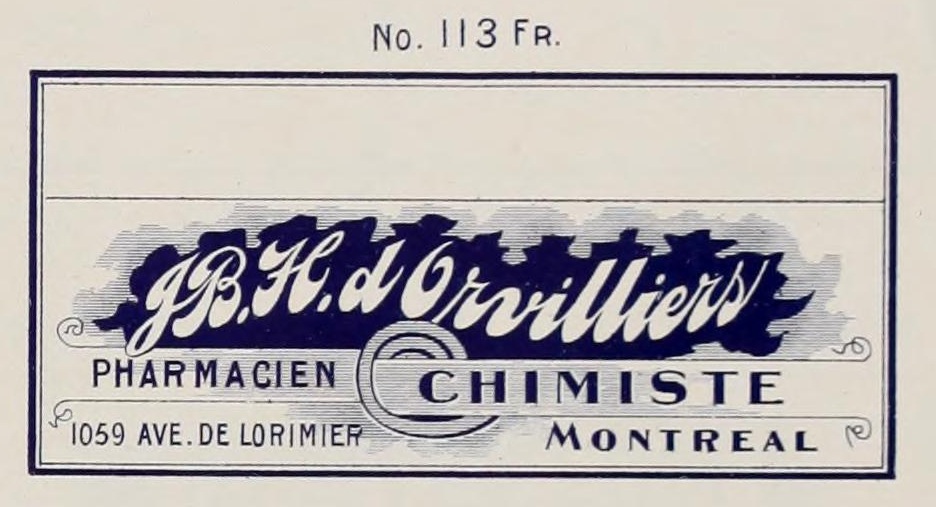 No. 113 Fr.
J.B.H. d'Orvilliers
PHARMACIEN CHIMISTE
1059 AVE. DE LORIMIER MONTREAL